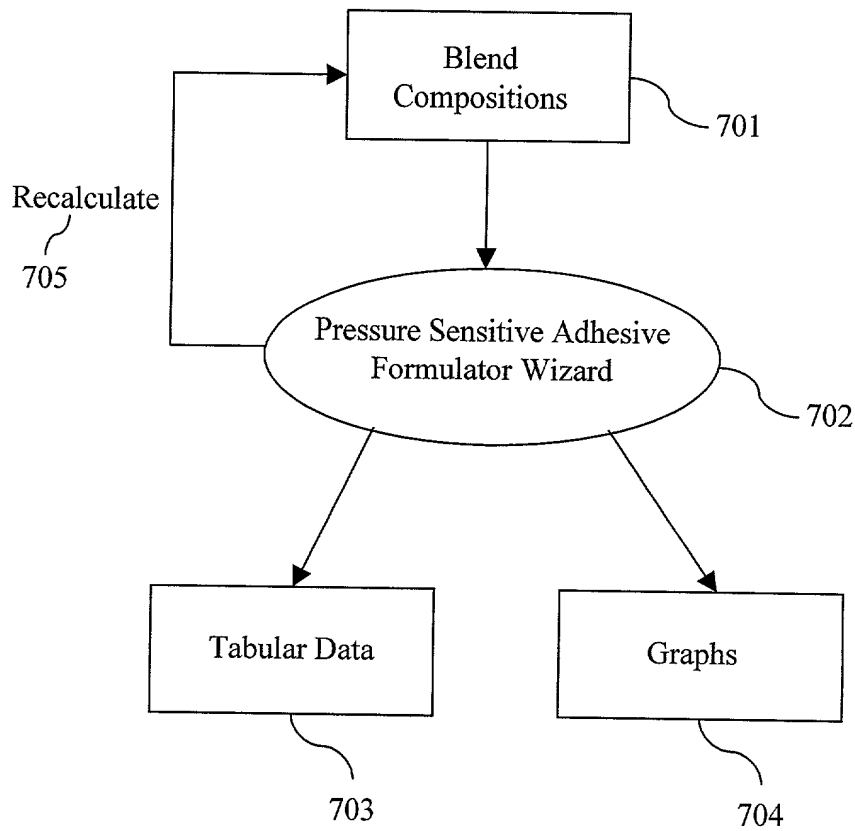 Blend
Compositions
701
Recalculate
705
Pressure Sensitive Adhesive
Formulator Wizard
702
Tabular Data
Graphs
703
704